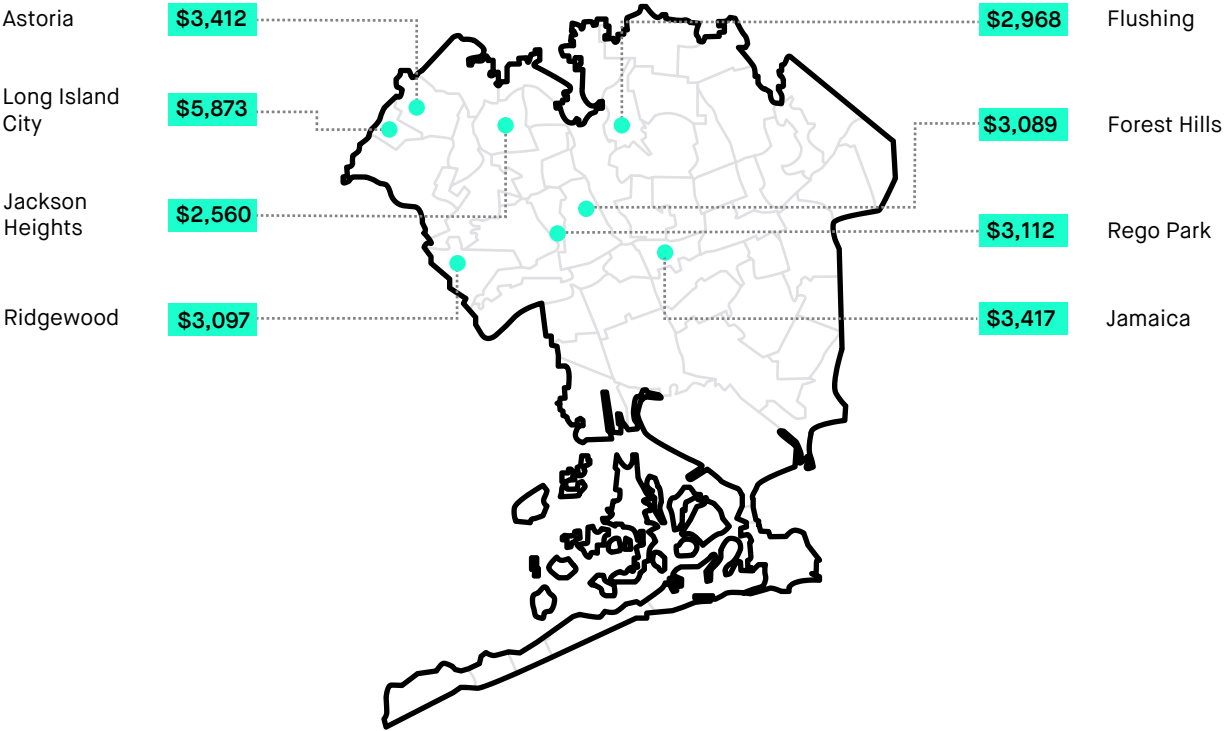 Astoria
$3,412
Long Island
City
$5,873
Jackson
Heights
$2,560
Ridgewood
$3,097
$2,968
Flushing
$3,089
Forest Hills
$3,112
Rego Park
$3,417
Jamaica